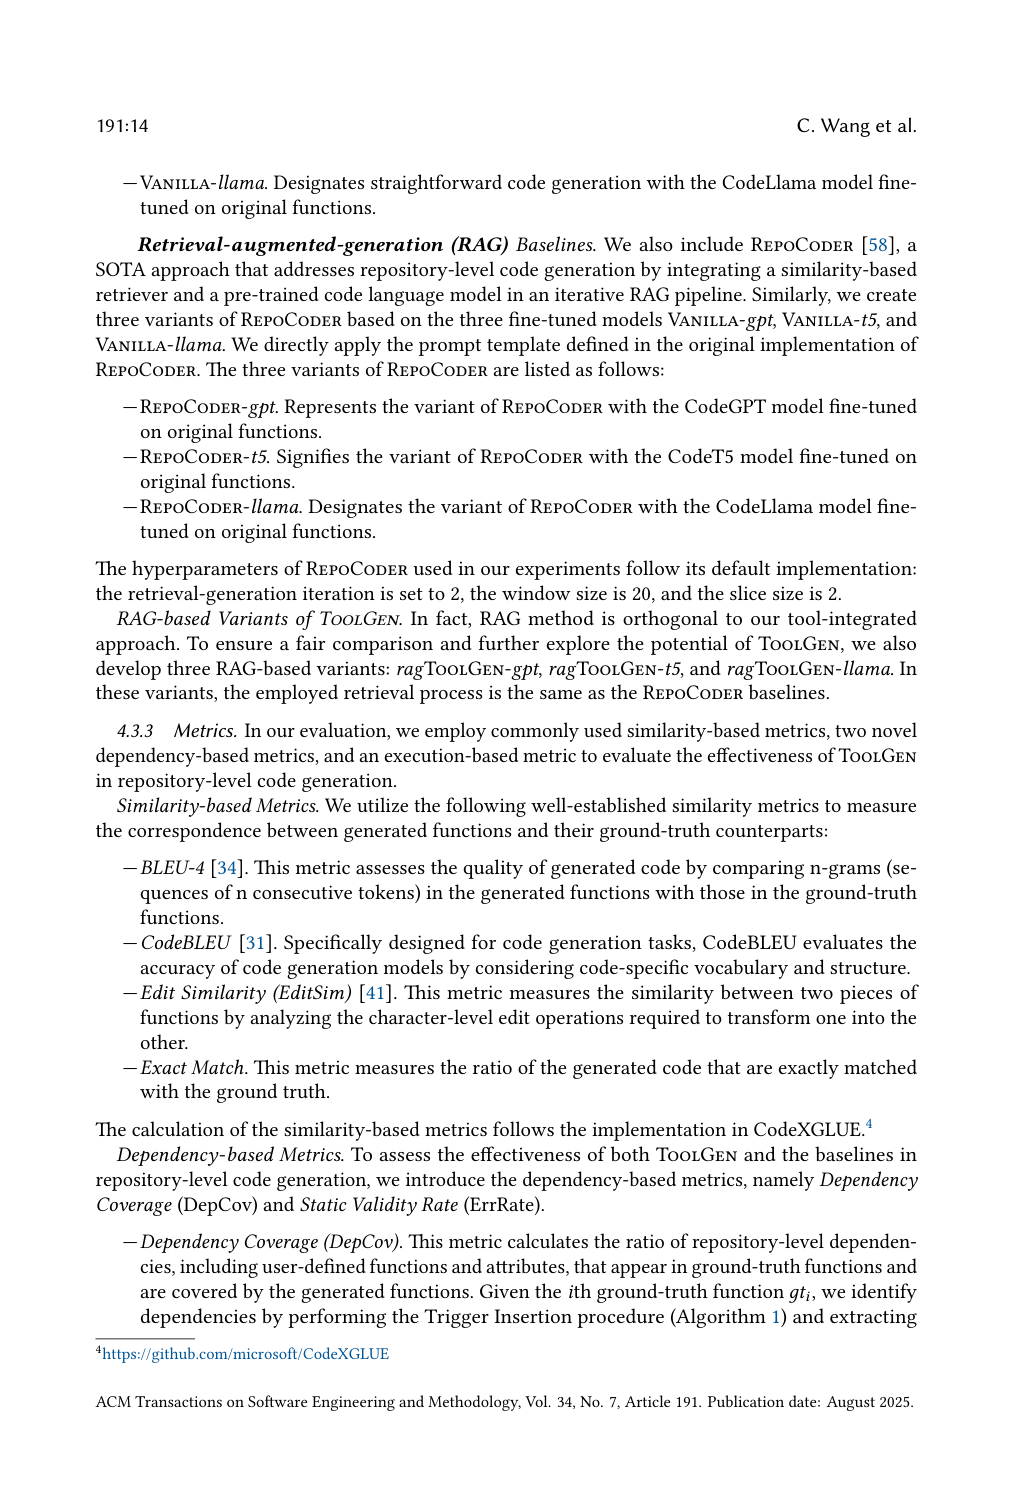 191:14
C. Wang et al.
—VANILLA-llama. Designates straightforward code generation with the CodeLlama model fine-
tuned on original functions.
Retrieval-augmented-generation (RAG) Baselines. We also include REPOCODER [58], a
SOTA approach that addresses repository-level code generation by integrating a similarity-based
retriever and a pre-trained code language model in an iterative RAG pipeline. Similarly, we create
three variants of REPOCODER based on the three fine-tuned models VANILLA-gpt, VANILLA-t5, and
VANILLA-llama. We directly apply the prompt template defined in the original implementation of
REPOCODER. The three variants of REPOCODER are listed as follows:
—REPOCODER-gpt. Represents the variant of REPOCODER with the CodeGPT model fine-tuned
on original functions.
—REPOCODER-t5. Signifies the variant of REPOCODER with the CodeT5 model fine-tuned on
original functions.
—REPOCODER-llama. Designates the variant of REPOCODER with the CodeLlama model fine-
tuned on original functions.
The hyperparameters of REPOCODER used in our experiments follow its default implementation:
the retrieval-generation iteration is set to 2, the window size is 20, and the slice size is 2.
RAG-based Variants of TOOLGEN. In fact, RAG method is orthogonal to our tool-integrated
approach. To ensure a fair comparison and further explore the potential of TOOLGEN, we also
develop three RAG-based variants: ragTOOLGEN-gpt, ragTOOLGEN-t5, and ragTOOLGEN-llama. In
these variants, the employed retrieval process is the same as the REPOCODER baselines.
4.3.3 Metrics. In our evaluation, we employ commonly used similarity-based metrics, two novel
dependency-based metrics, and an execution-based metric to evaluate the effectiveness of TOOLGEN
in repository-level code generation.
Similarity-based Metrics. We utilize the following well-established similarity metrics to measure
the correspondence between generated functions and their ground-truth counterparts:
—BLEU-4 [34]. This metric assesses the quality of generated code by comparing n-grams (se-
quences of n consecutive tokens) in the generated functions with those in the ground-truth
functions.
—CodeBLEU [31]. Specifically designed for code generation tasks, CodeBLEU evaluates the
accuracy of code generation models by considering code-specific vocabulary and structure.
—Edit Similarity (EditSim) [41]. This metric measures the similarity between two pieces of
functions by analyzing the character-level edit operations required to transform one into the
other.
—Exact Match. This metric measures the ratio of the generated code that are exactly matched
with the ground truth.
The calculation of the similarity-based metrics follows the implementation in CodeXGLUE.4
Dependency-based Metrics. To assess the effectiveness of both TOOLGEN and the baselines in
repository-level code generation, we introduce the dependency-based metrics, namely Dependency
Coverage (DepCov) and Static Validity Rate (ErrRate).
—Dependency Coverage (DepCov). This metric calculates the ratio of repository-level dependen-
cies, including user-defined functions and attributes, that appear in ground-truth functions and
are covered by the generated functions. Given the ith ground-truth function gti, we identify
dependencies by performing the Trigger Insertion procedure (Algorithm 1) and extracting
4https://github.com/microsoft/CodeXGLUE
ACM Transactions on Software Engineering and Methodology, Vol. 34, No. 7, Article 191. Publication date: August 2025.